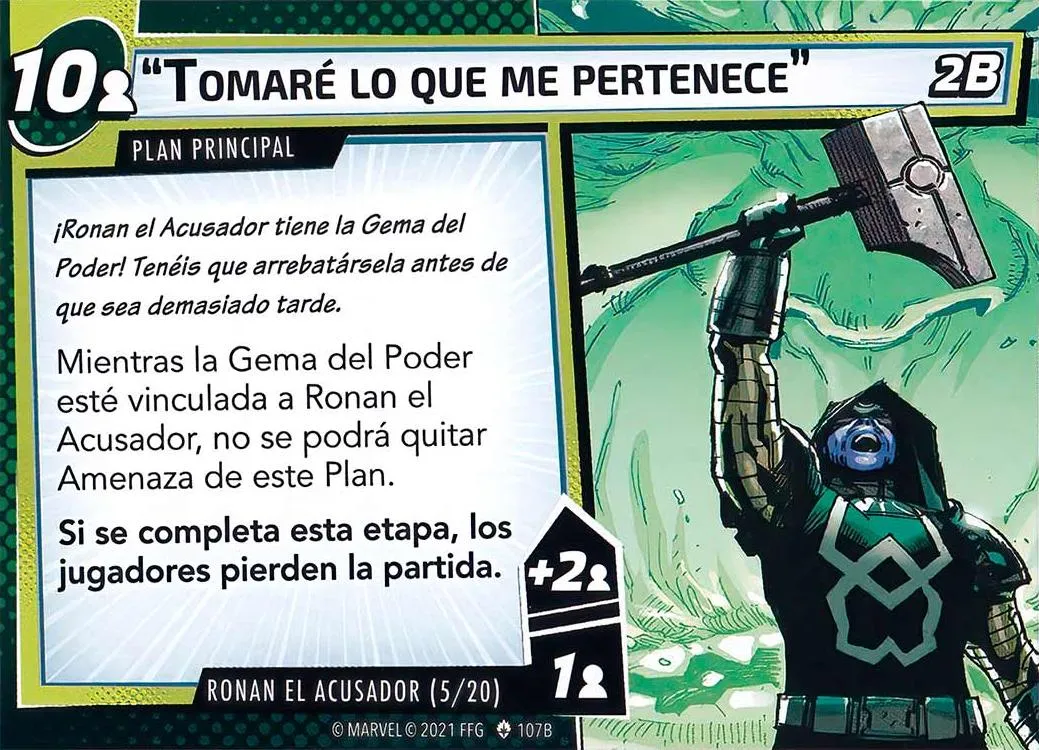 10
“TOMARÉ LO QUE ME PERTENECE”
2B
PLAN PRINCIPAL
¡Ronan el Acusador tiene la Gema del
Poder! Tenéis que arrebatársela antes de
que sea demasiado tarde.
Mientras la Gema del Poder
esté vinculada a Ronan el
Acusador, no se podrá quitar
Amenaza de este Plan.
Si se completa esta etapa, los
jugadores pierden la partida.
+2
1
RONAN EL ACUSADOR (5/20)
© MARVEL © 2021 FFG 107B